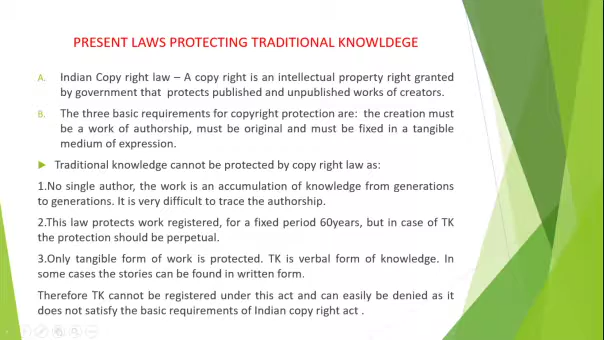 PRESENT LAWS PROTECTING TRADITIONAL KNOWLDEGE
A. Indian Copy right law – A copy right is an intellectual property right granted
by government that protects published and unpublished works of creators.
B. The three basic requirements for copyright protection are: the creation must
be a work of authorship, must be original and must be fixed in a tangible
medium of expression.
Traditional knowledge cannot be protected by copy right law as:
1.No single author, the work is an accumulation of knowledge from generations
to generations. It is very difficult to trace the authorship.
2.This law protects work registered, for a fixed period 60years, but in case of TK
the protection should be perpetual.
3.Only tangible form of work is protected. TK is verbal form of knowledge. In
some cases the stories can be found in written form.
Therefore TK cannot be registered under this act and can easily be denied as it
does not satisfy the basic requirements of Indian copy right act .